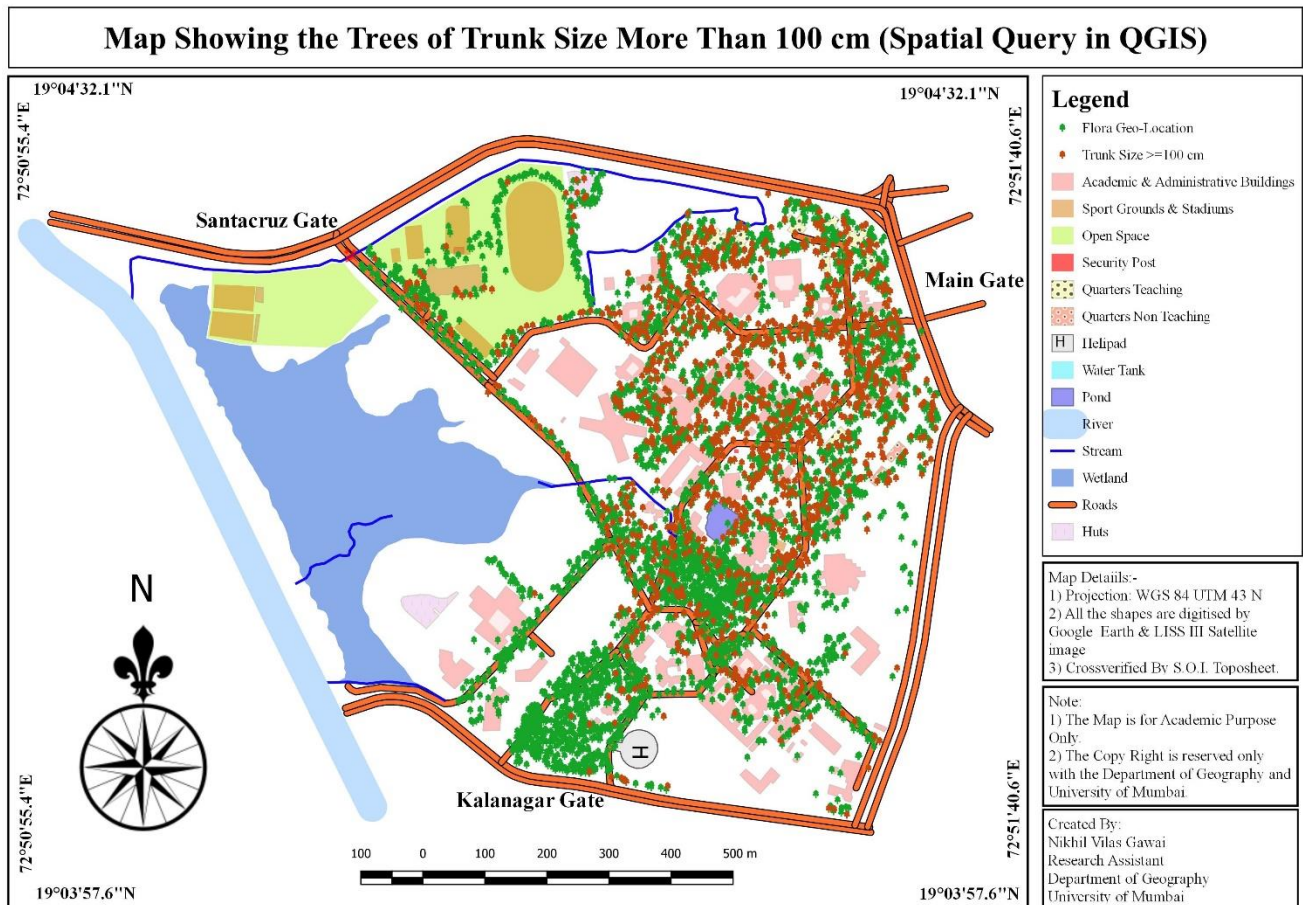 Map Showing the Trees of Trunk Size More Than 100 cm (Spatial Query in QGIS)
19°04'32.1"N
19°04'32.1"N
72°50'55.4"E
72°51'40.6"E
Santacruz Gate
Main Gate
Kalanagar Gate
N
H
72°50'55.4"E
72°51'40.6"E
100 0 100 200 300 400 500 m
19°03'57.6"N
19°03'57.6"N
Legend
Flora Geo-Location
Trunk Size >=100 cm
Academic & Administrative Buildings
Sport Grounds & Stadiums
Open Space
Security Post
Quarters Teaching
Quarters Non Teaching
H Helipad
Water Tank
Pond
River
Stream
Wetland
Roads
Huts
Map Detaiils:-
1) Projection: WGS 84 UTM 43 N
2) All the shapes are digitised by
Google Earth & LISS III Satellite
image
3) Crossverified By S.O.I. Toposheet.
Note:
1) The Map is for Academic Purpose
Only.
2) The Copy Right is reserved only
with the Department of Geography and
University of Mumbai.
Created By:
Nikhil Vilas Gawai
Research Assistant
Department of Geography
University of Mumbai